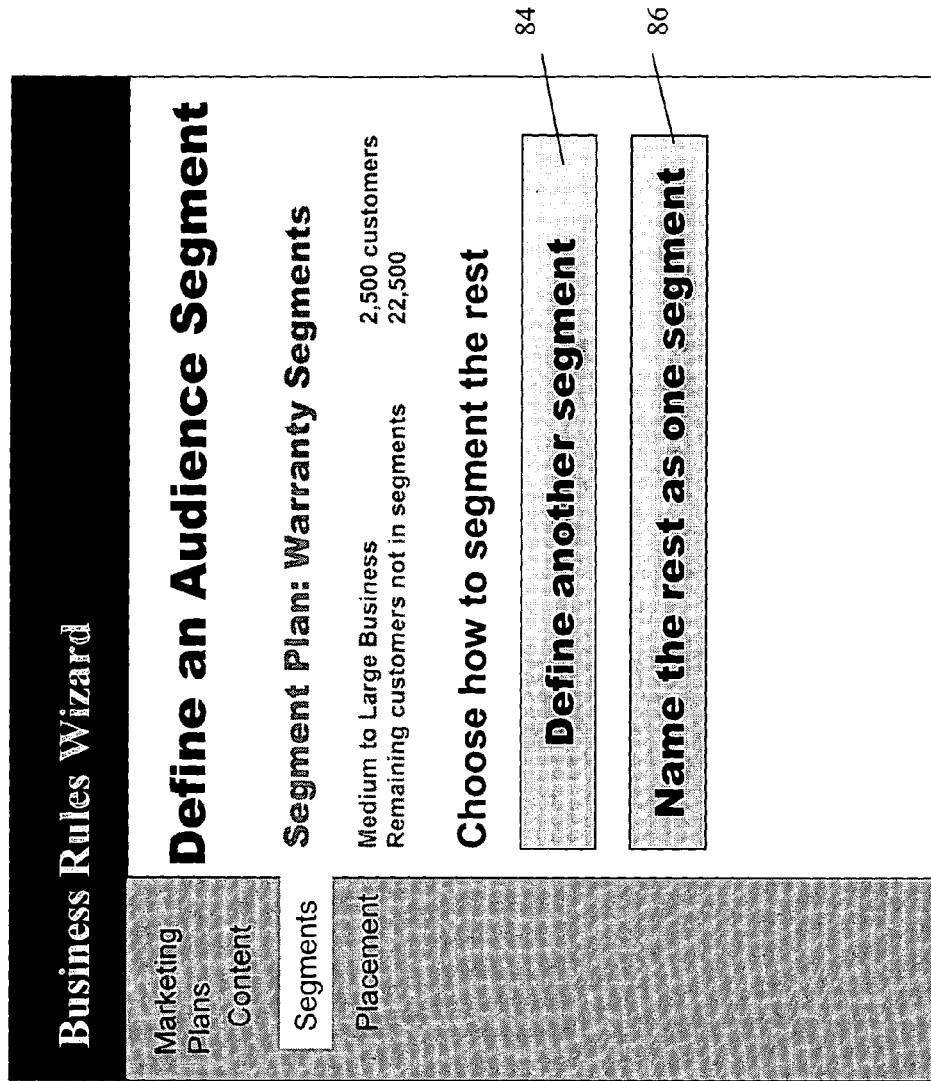 Business Rules Wizard
Marketing
Plans
Content
Segments
Placement
Define an Audience Segment
Segment Plan: Warranty Segments
Medium to Large Business 2,500 customers
Remaining customers not in segments 22,500
Choose how to segment the rest
Define another segment
84
Name the rest as one segment
86